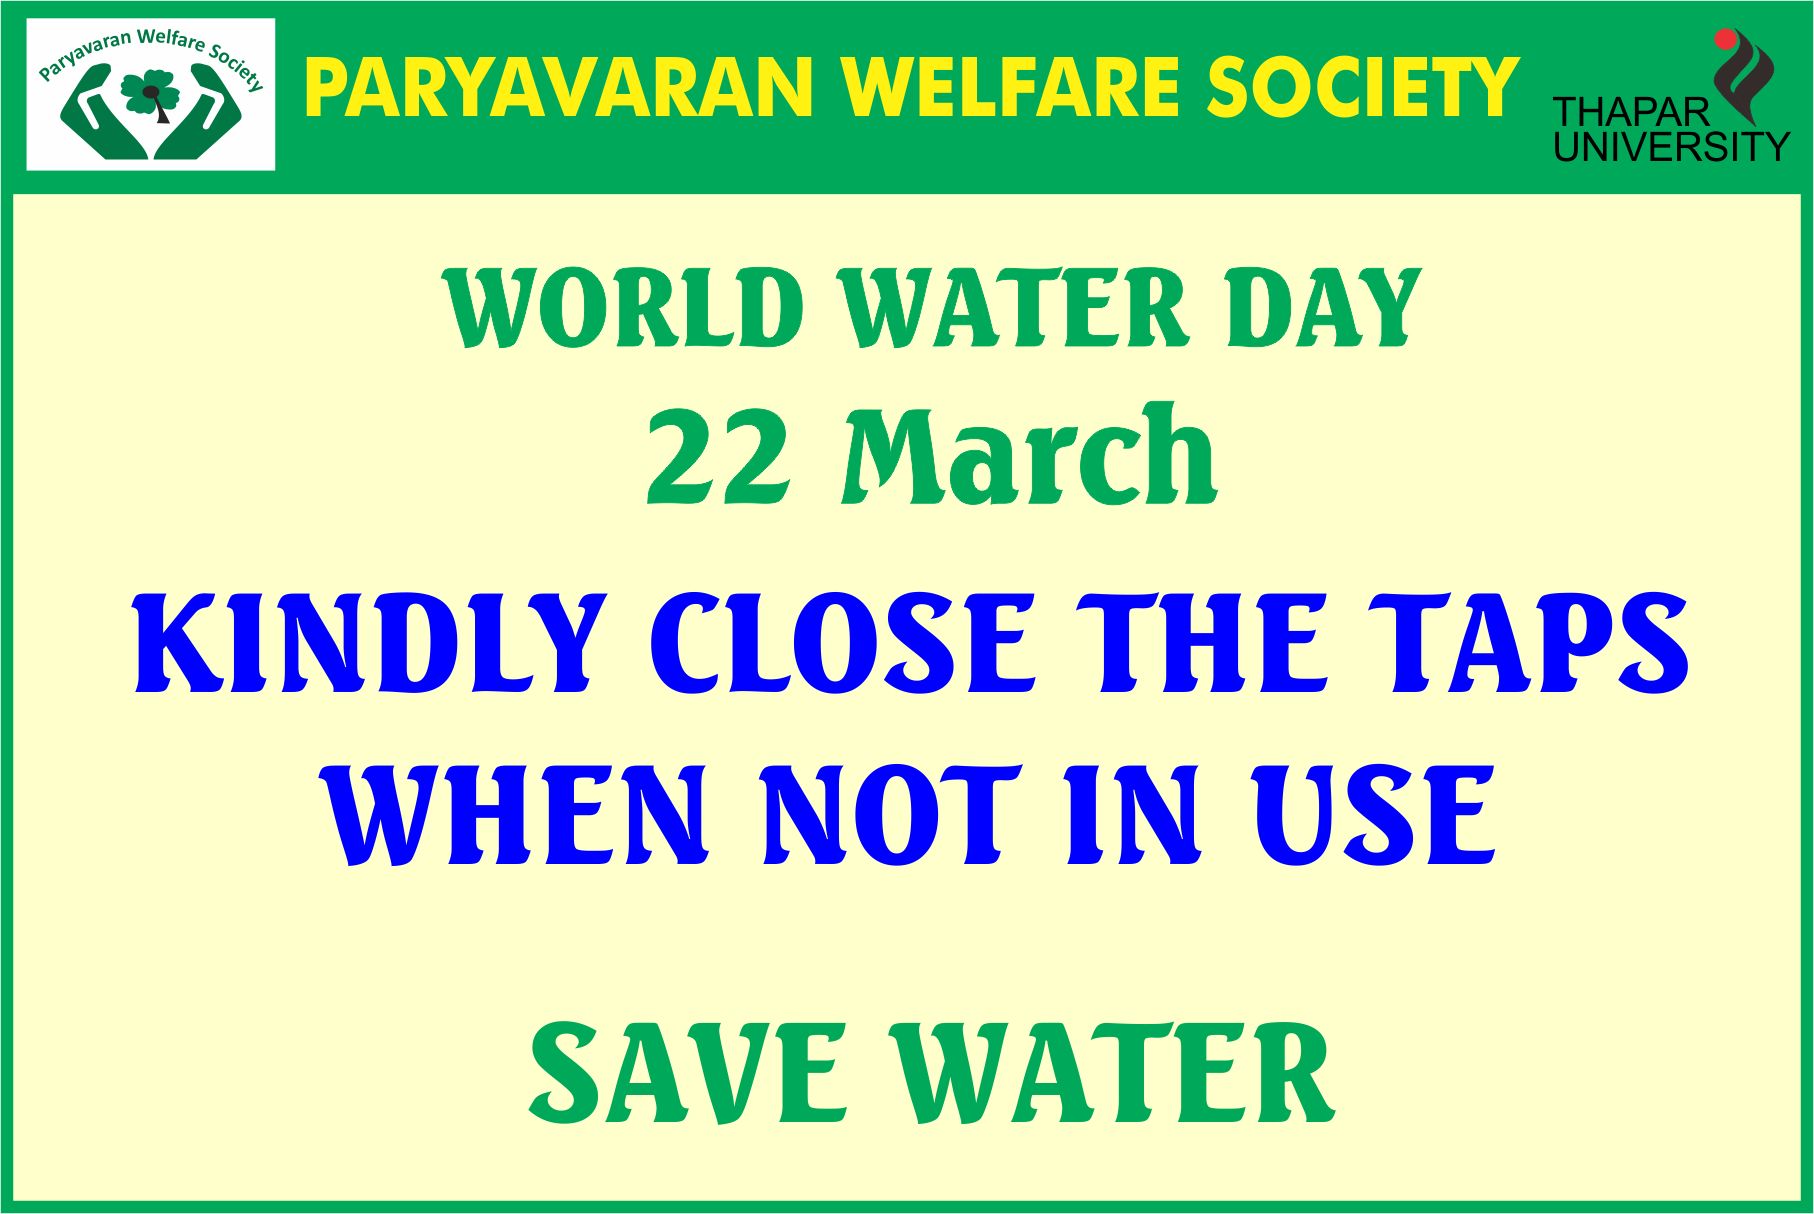 Paryavaran Welfare Society
PARYAVARAN WELFARE SOCIETY
THAPAR
UNIVERSITY
WORLD WATER DAY
22 March
KINDLY CLOSE THE TAPS
WHEN NOT IN USE
SAVE WATER